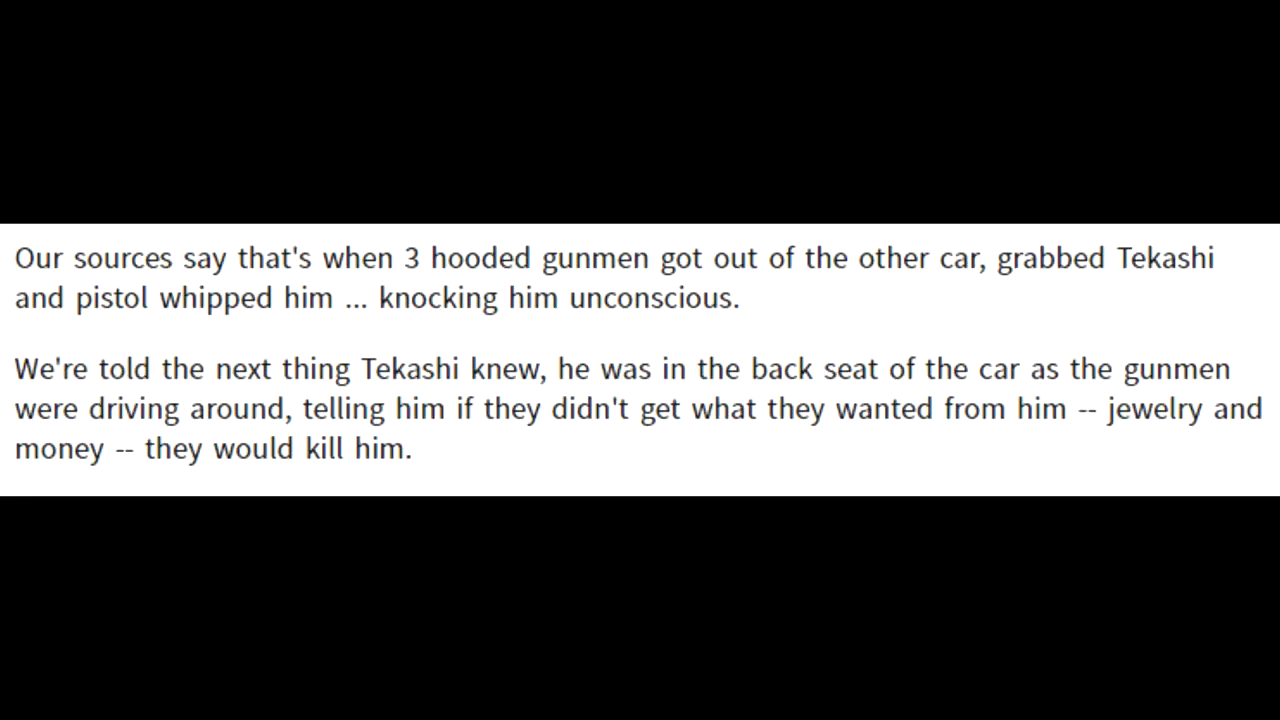 Our sources say that's when 3 hooded gunmen got out of the other car, grabbed Tekashi
and pistol whipped him ... knocking him unconscious.
We're told the next thing Tekashi knew, he was in the back seat of the car as the gunmen
were driving around, telling him if they didn't get what they wanted from him -- jewelry and
money -- they would kill him.